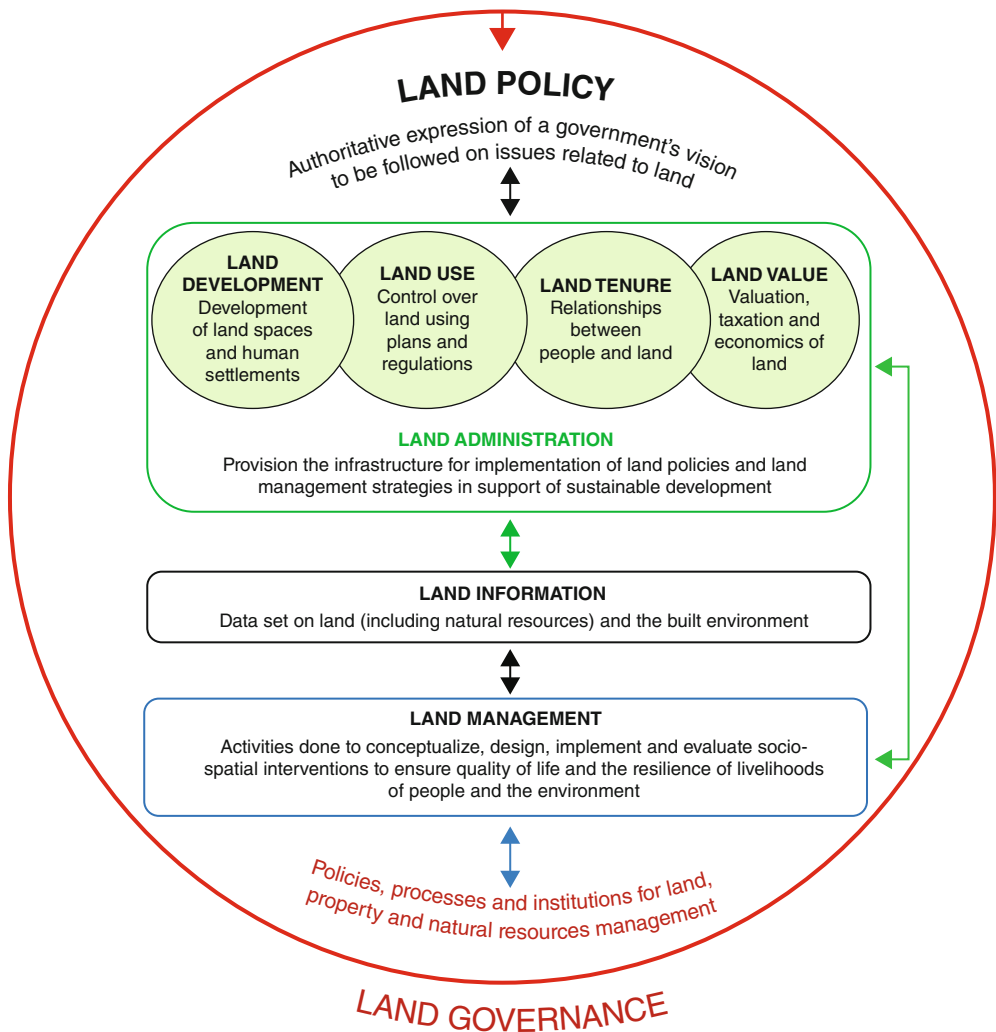 LAND POLICY
Authoritative expression of a government's vision
to be followed on issues related to land
LAND
DEVELOPMENT
Development
of land spaces
and human
settlements
LAND USE
Control over
land using
plans and
regulations
LAND TENURE
Relationships
between
people and land
LAND VALUE
Valuation,
taxation and
economics of
land
LAND ADMINISTRATION
Provision the infrastructure for implementation of land policies and land
management strategies in support of sustainable development
LAND INFORMATION
Data set on land (including natural resources) and the built environment
LAND MANAGEMENT
Activities done to conceptualize, design, implement and evaluate socio-
spatial interventions to ensure quality of life and the resilience of livelihoods
of people and the environment
Policies, processes and institutions for land,
property and natural resources management
LAND GOVERNANCE